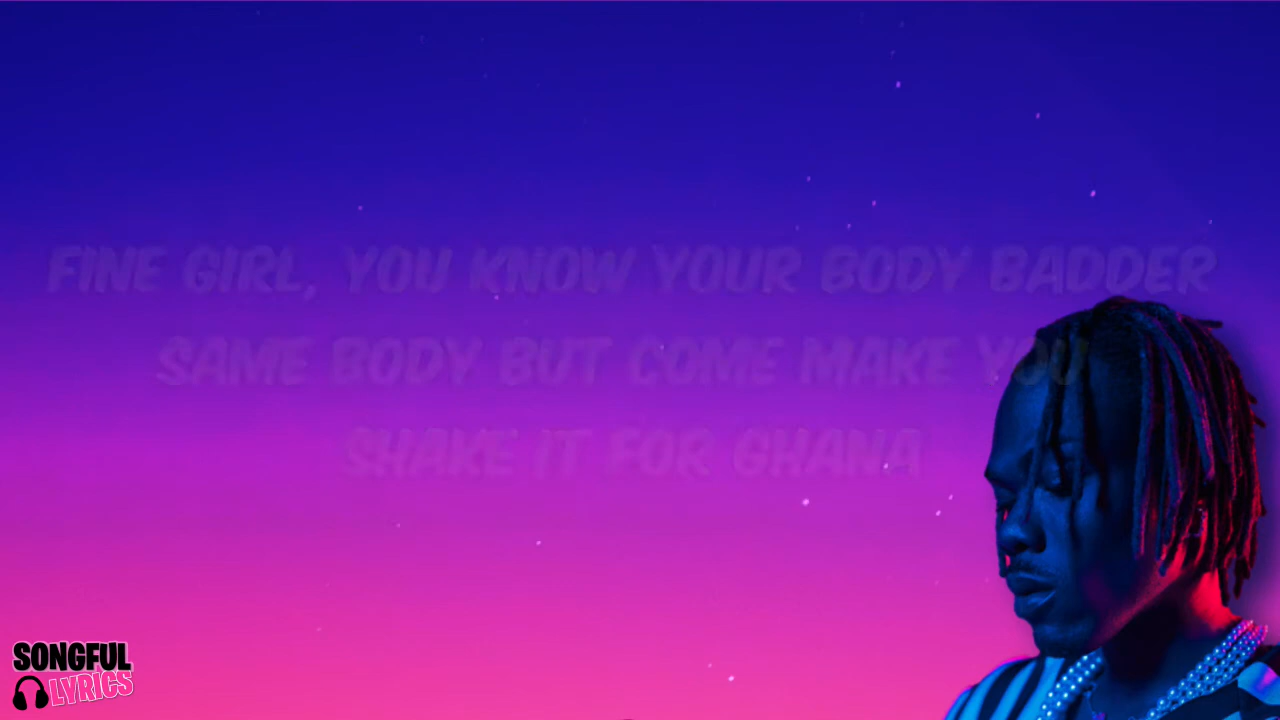 FINE GIRL, YOU KNOW YOUR BODY BADDER
SAME BODY BUT COME MAKE YOU
SHAKE IT FOR GHANA
SONGFUL
LYRICS